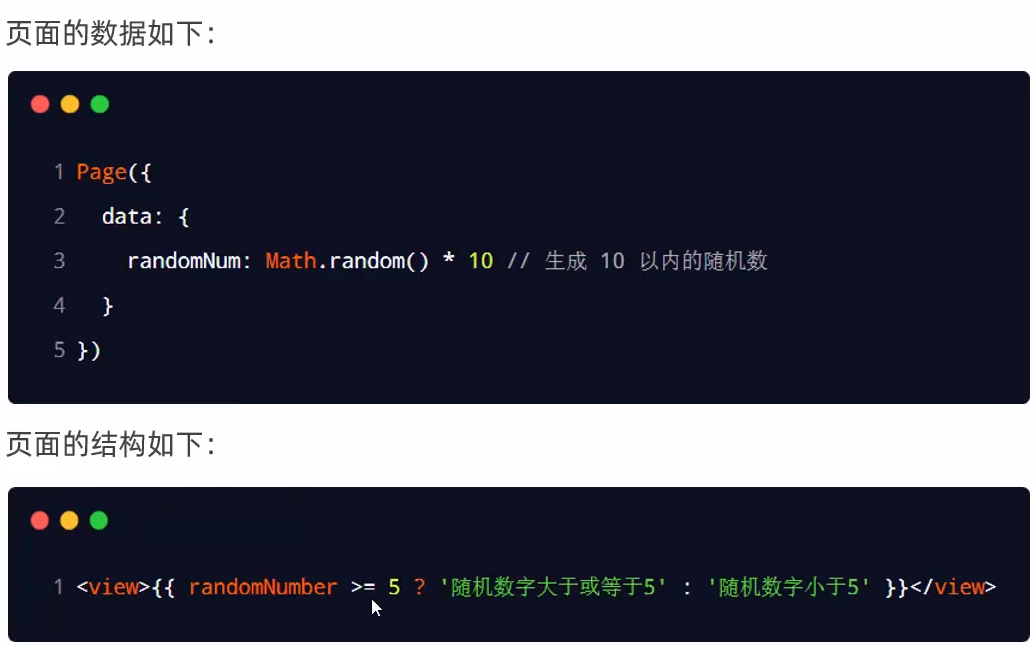 页面的数据如下：
1 Page({
2   data: {
3     randomNum: Math.random() * 10 // 生成 10 以内的随机数
4   }
5 })
页面的结构如下：
1 <view>{{ randomNumber >= 5 ? '随机数字大于或等于5' : '随机数字小于5' }}</view>